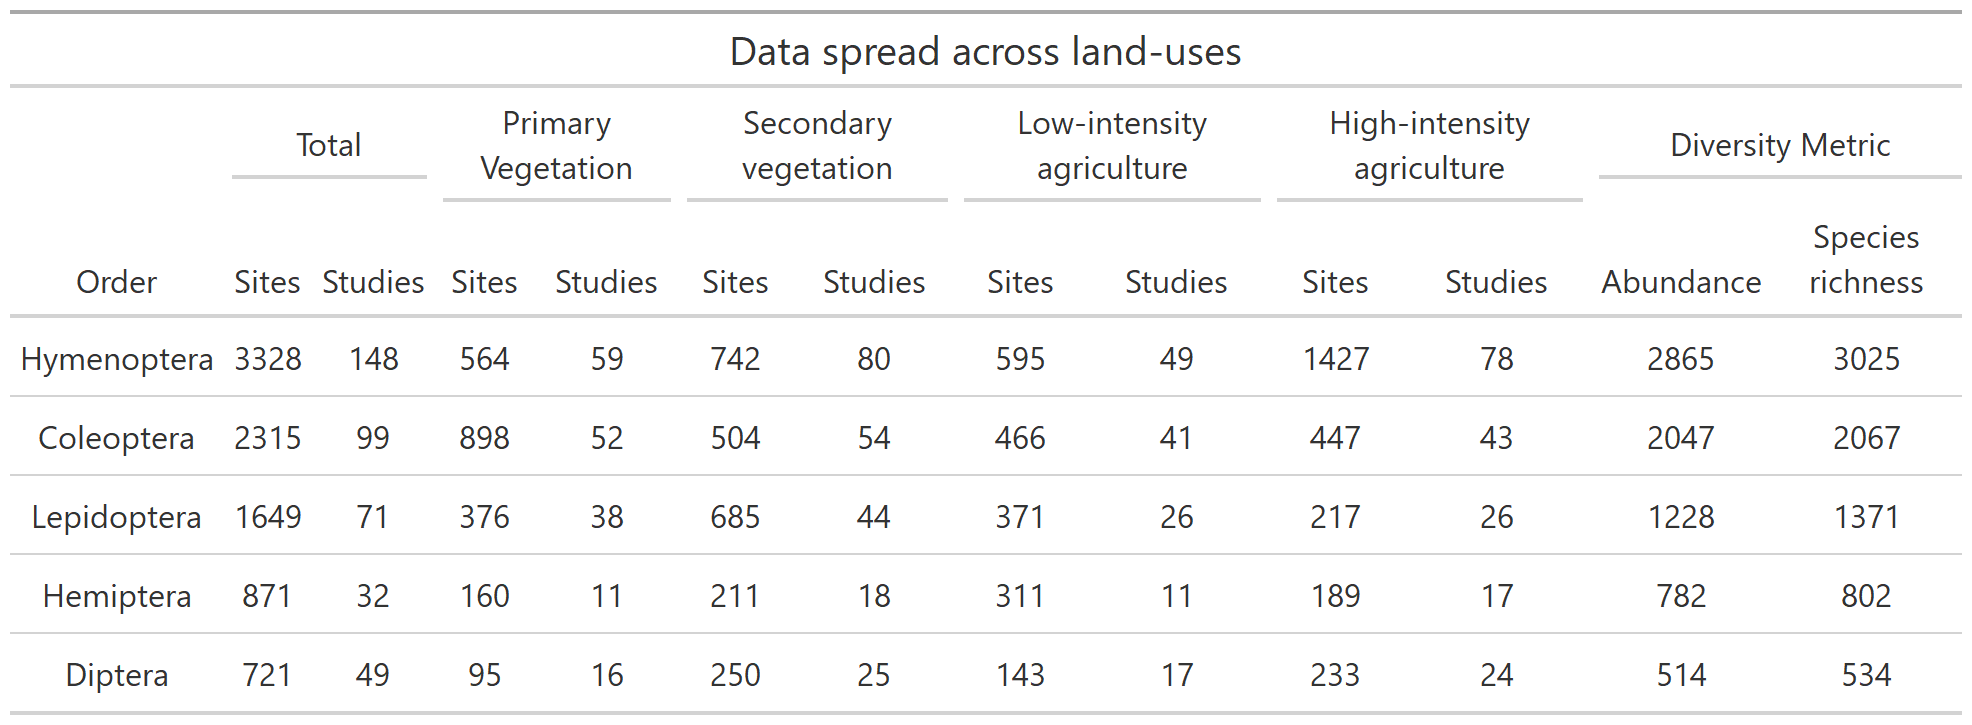 Data spread across land-uses
Total Primary Vegetation Secondary vegetation Low-intensity agriculture High-intensity agriculture Diversity Metric
Order Sites Studies Sites Studies Sites Studies Sites Studies Sites Studies Abundance Species richness
Hymenoptera 3328 148 564 59 742 80 595 49 1427 78 2865 3025
Coleoptera 2315 99 898 52 504 54 466 41 447 43 2047 2067
Lepidoptera 1649 71 376 38 685 44 371 26 217 26 1228 1371
Hemiptera 871 32 160 11 211 18 311 11 189 17 782 802
Diptera 721 49 95 16 250 25 143 17 233 24 514 534